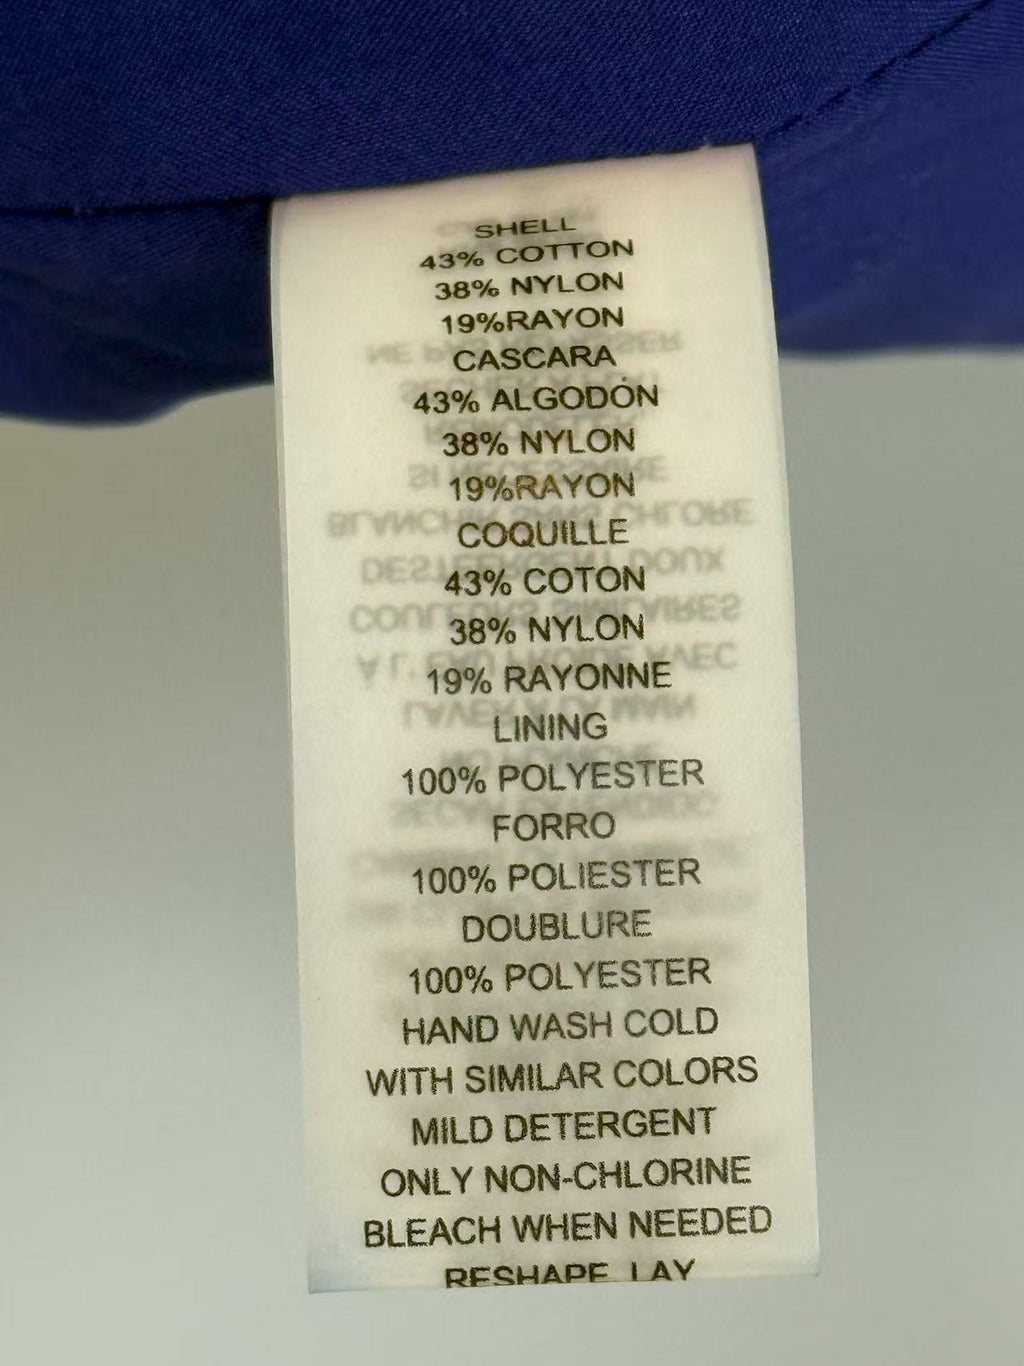 SHELL
43% COTTON
38% NYLON
19%RAYON
CASCARA
43% ALGODÓN
38% NYLON
19%RAYON
COQUILLE
43% COTON
38% NYLON
19% RAYONNE
LINING
100% POLYESTER
FORRO
100% POLIESTER
DOUBLURE
100% POLYESTER
HAND WASH COLD
WITH SIMILAR COLORS
MILD DETERGENT
ONLY NON-CHLORINE
BLEACH WHEN NEEDED
RESHAPE, LAY